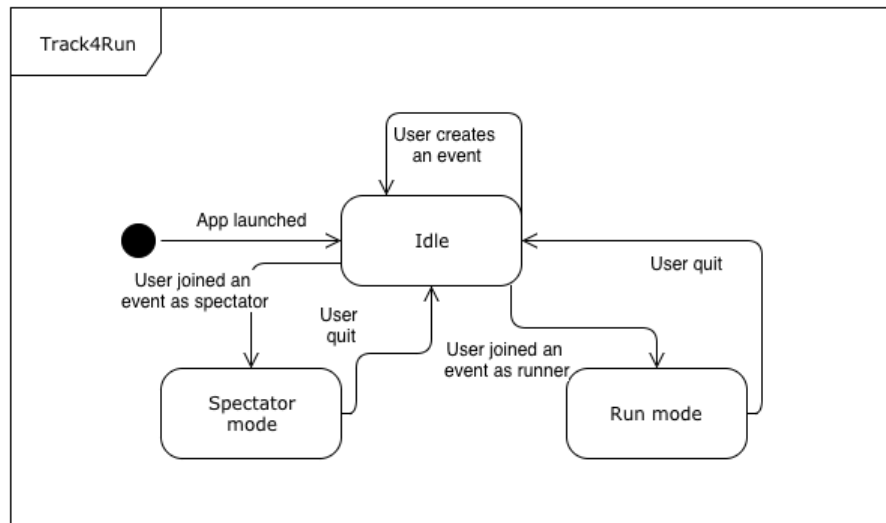 Track4Run
User creates
an event
App launched
Idle
User quit
User joined an
event as spectator
User
quit
User joined an
event as runner
Spectator
mode
Run mode